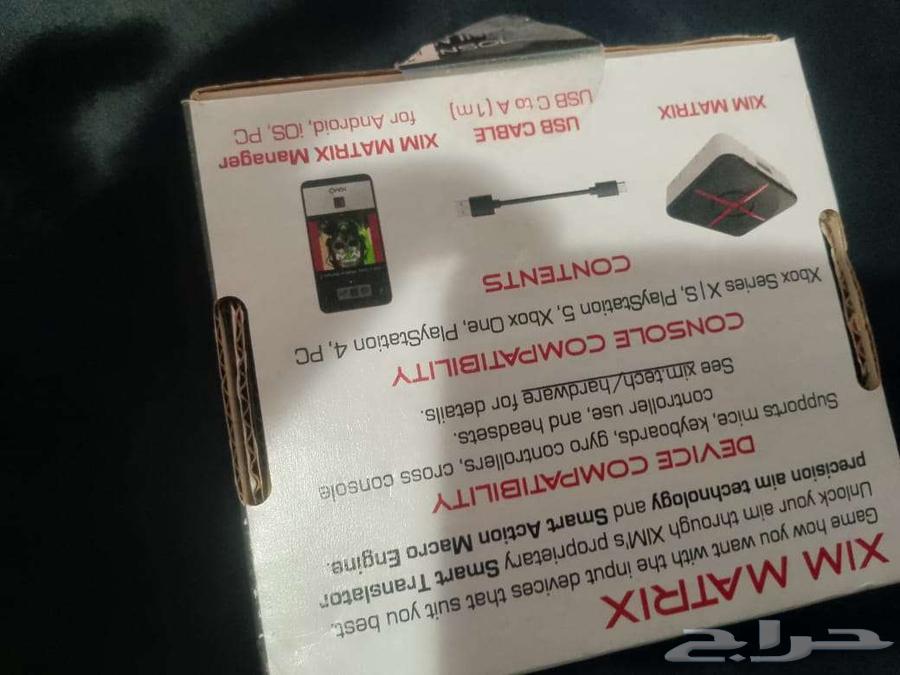 XIM MATRIX
Game how you want with the input devices that suit you best.
Unlock your aim through XIM's proprietary Smart Translator
precision aim technology and Smart Action Macro Engine.
DEVICE COMPATIBILITY
Supports mice, keyboards, gyro controllers, cross console
controller use, and headsets.
See xim.tech/hardware for details.
CONSOLE COMPATIBILITY
Xbox Series X|S, PlayStation 5, Xbox One, PlayStation 4, PC
CONTENTS
XIM MATRIX
USB CABLE
USB C to A (1m)
XIM MATRIX Manager
for Android, iOS, PC
حراج